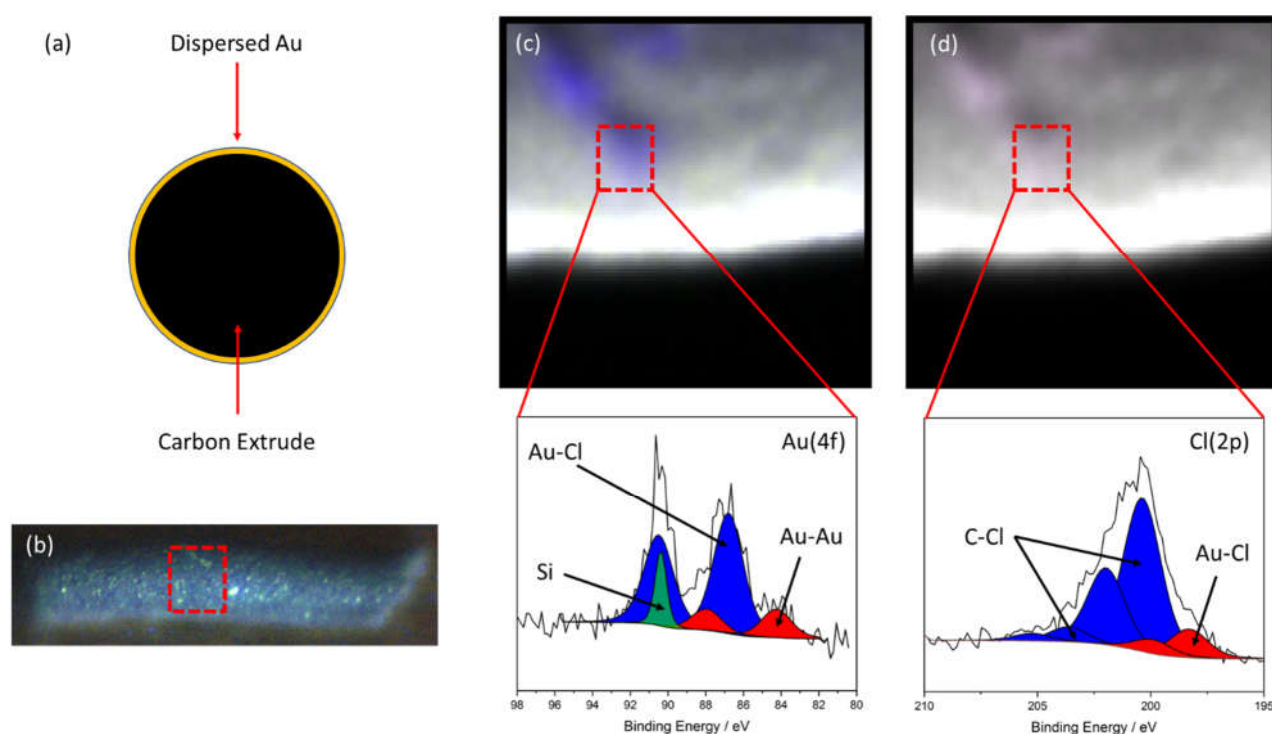 (a)
Dispersed Au
Carbon Extrude
(b)
(c)
(d)
Au(4f)
Au-Cl
Au-Au
Si
98 96 94 92 90 88 86 84 82 80
Binding Energy / eV
Cl(2p)
C-Cl
Au-Cl
210 205 200 195
Binding Energy / eV